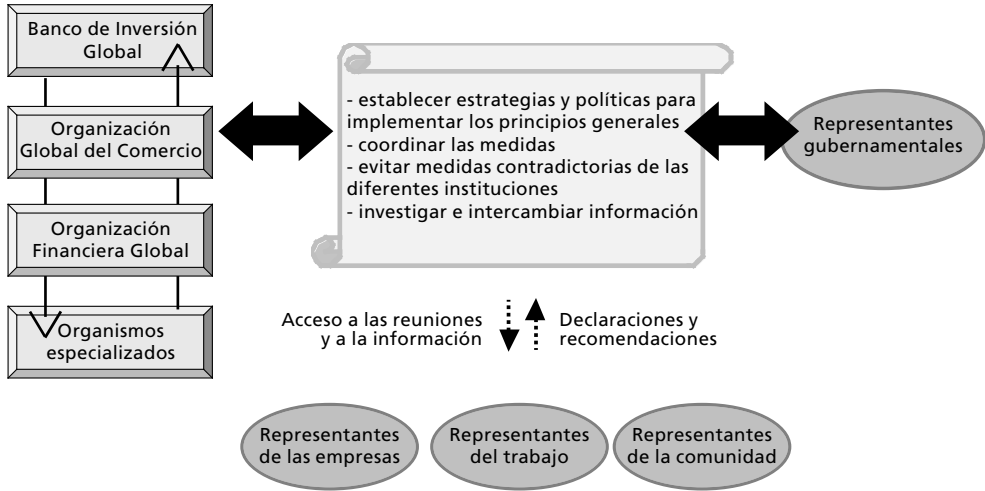 Banco de Inversión
Global
Organización
Global del Comercio
Organización
Financiera Global
Organismos
especializados
- establecer estrategias y políticas para
implementar los principios generales
- coordinar las medidas
- evitar medidas contradictorias de las
diferentes instituciones
- investigar e intercambiar información
Representantes
gubernamentales
Acceso a las reuniones
y a la información
Declaraciones y
recomendaciones
Representantes
de las empresas
Representantes
del trabajo
Representantes
de la comunidad